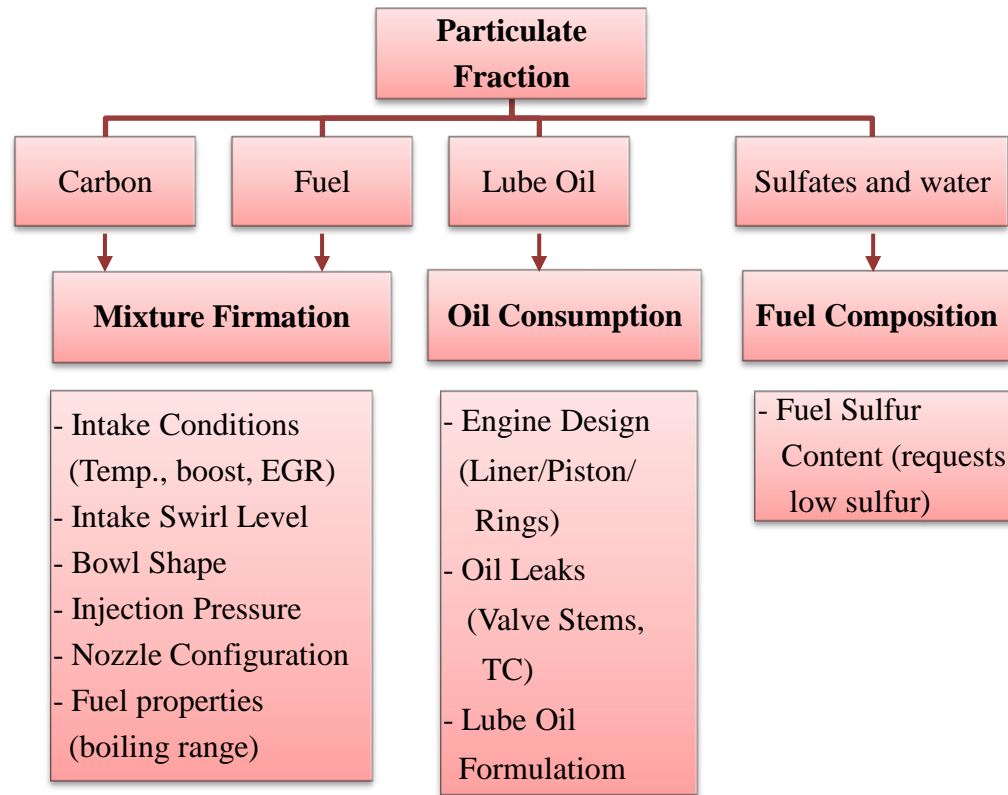 Particulate
Fraction
Carbon
Fuel
Lube Oil
Sulfates and water
Mixture Firmation
Oil Consumption
Fuel Composition
- Intake Conditions
(Temp., boost, EGR)
- Intake Swirl Level
- Bowl Shape
- Injection Pressure
- Nozzle Configuration
- Fuel properties
(boiling range)
- Engine Design
(Liner/Piston/
Rings)
- Oil Leaks
(Valve Stems,
TC)
- Lube Oil
Formulatiom
- Fuel Sulfur
Content (requests
low sulfur)